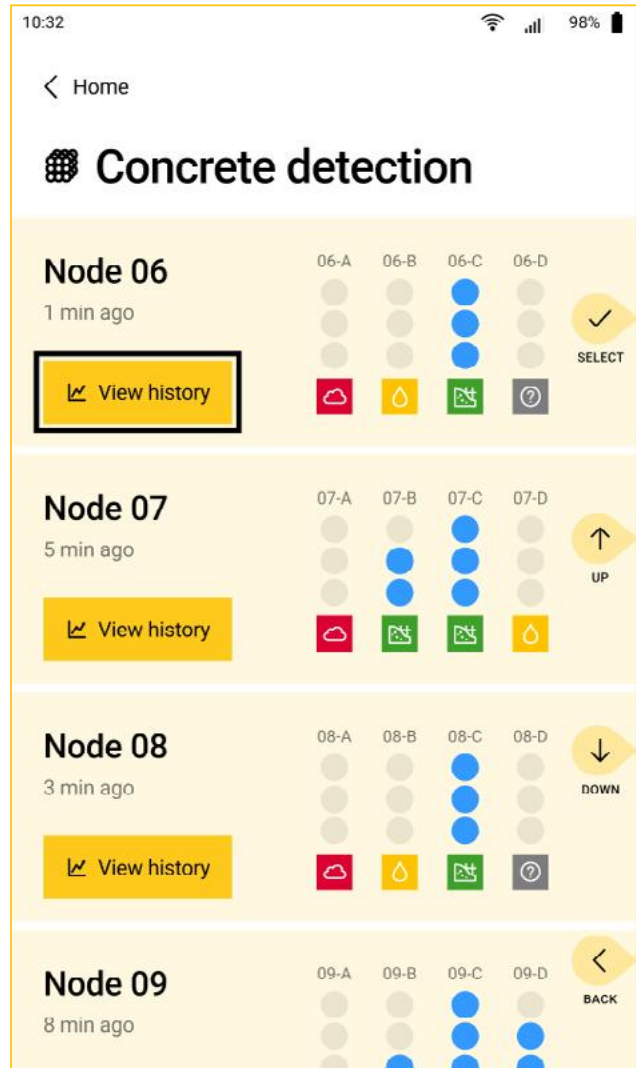 10:32 98%
Home
Concrete detection
Node 06
1 min ago
View history
06-A 06-B 06-C 06-D
SELECT
Node 07
5 min ago
View history
07-A 07-B 07-C 07-D
UP
Node 08
3 min ago
View history
08-A 08-B 08-C 08-D
DOWN
Node 09
8 min ago
09-A 09-B 09-C 09-D
BACK